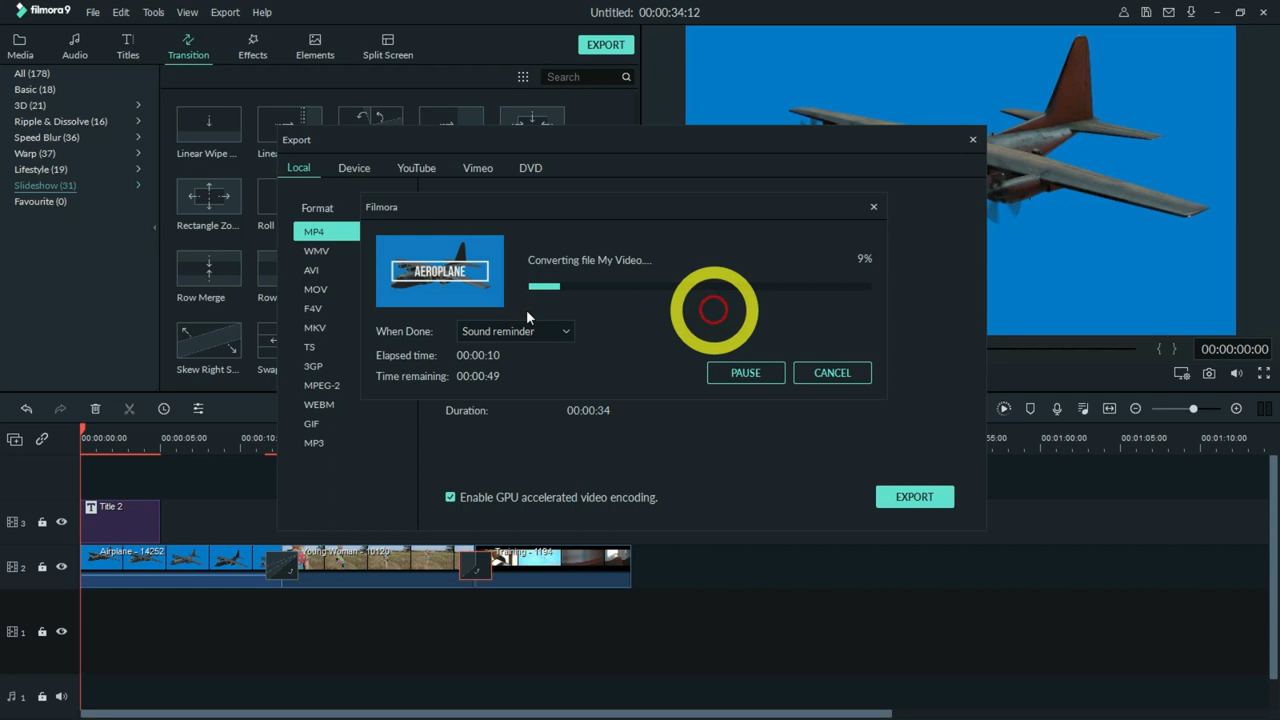 filmora9 File Edit Tools View Export Help Untitled: 00:00:34:12
Media Audio Titles Transition Effects Elements Split Screen EXPORT
All (178)
Basic (18)
3D (21)
Ripple & Dissolve (16)
Speed Blur (36)
Warp (37)
Lifestyle (19)
Slideshow (31)
Favourite (0)
Search
Linear Wipe ...
Rectangle Zo...
Row Merge
Skew Right S...
Export
Local Device YouTube Vimeo DVD
Format
MP4
WMV
AVI
MOV
F4V
MKV
TS
3GP
MPEG-2
WEBM
GIF
MP3
Filmora
AEROPLANE
Converting file My Video.... 9%
When Done: Sound reminder
Elapsed time: 00:00:10
Time remaining: 00:00:49
PAUSE CANCEL
Duration: 00:00:34
Enable GPU accelerated video encoding.
EXPORT
{ } 00:00:00:00
00:00:00:00 00:00:05:00 00:00:10: 55:00 00:01:00:00 00:01:05:00 00:01:10:00
3 Title 2
2 Airplane - 14252 Young Woman - 10120 Training - 1194
1
1